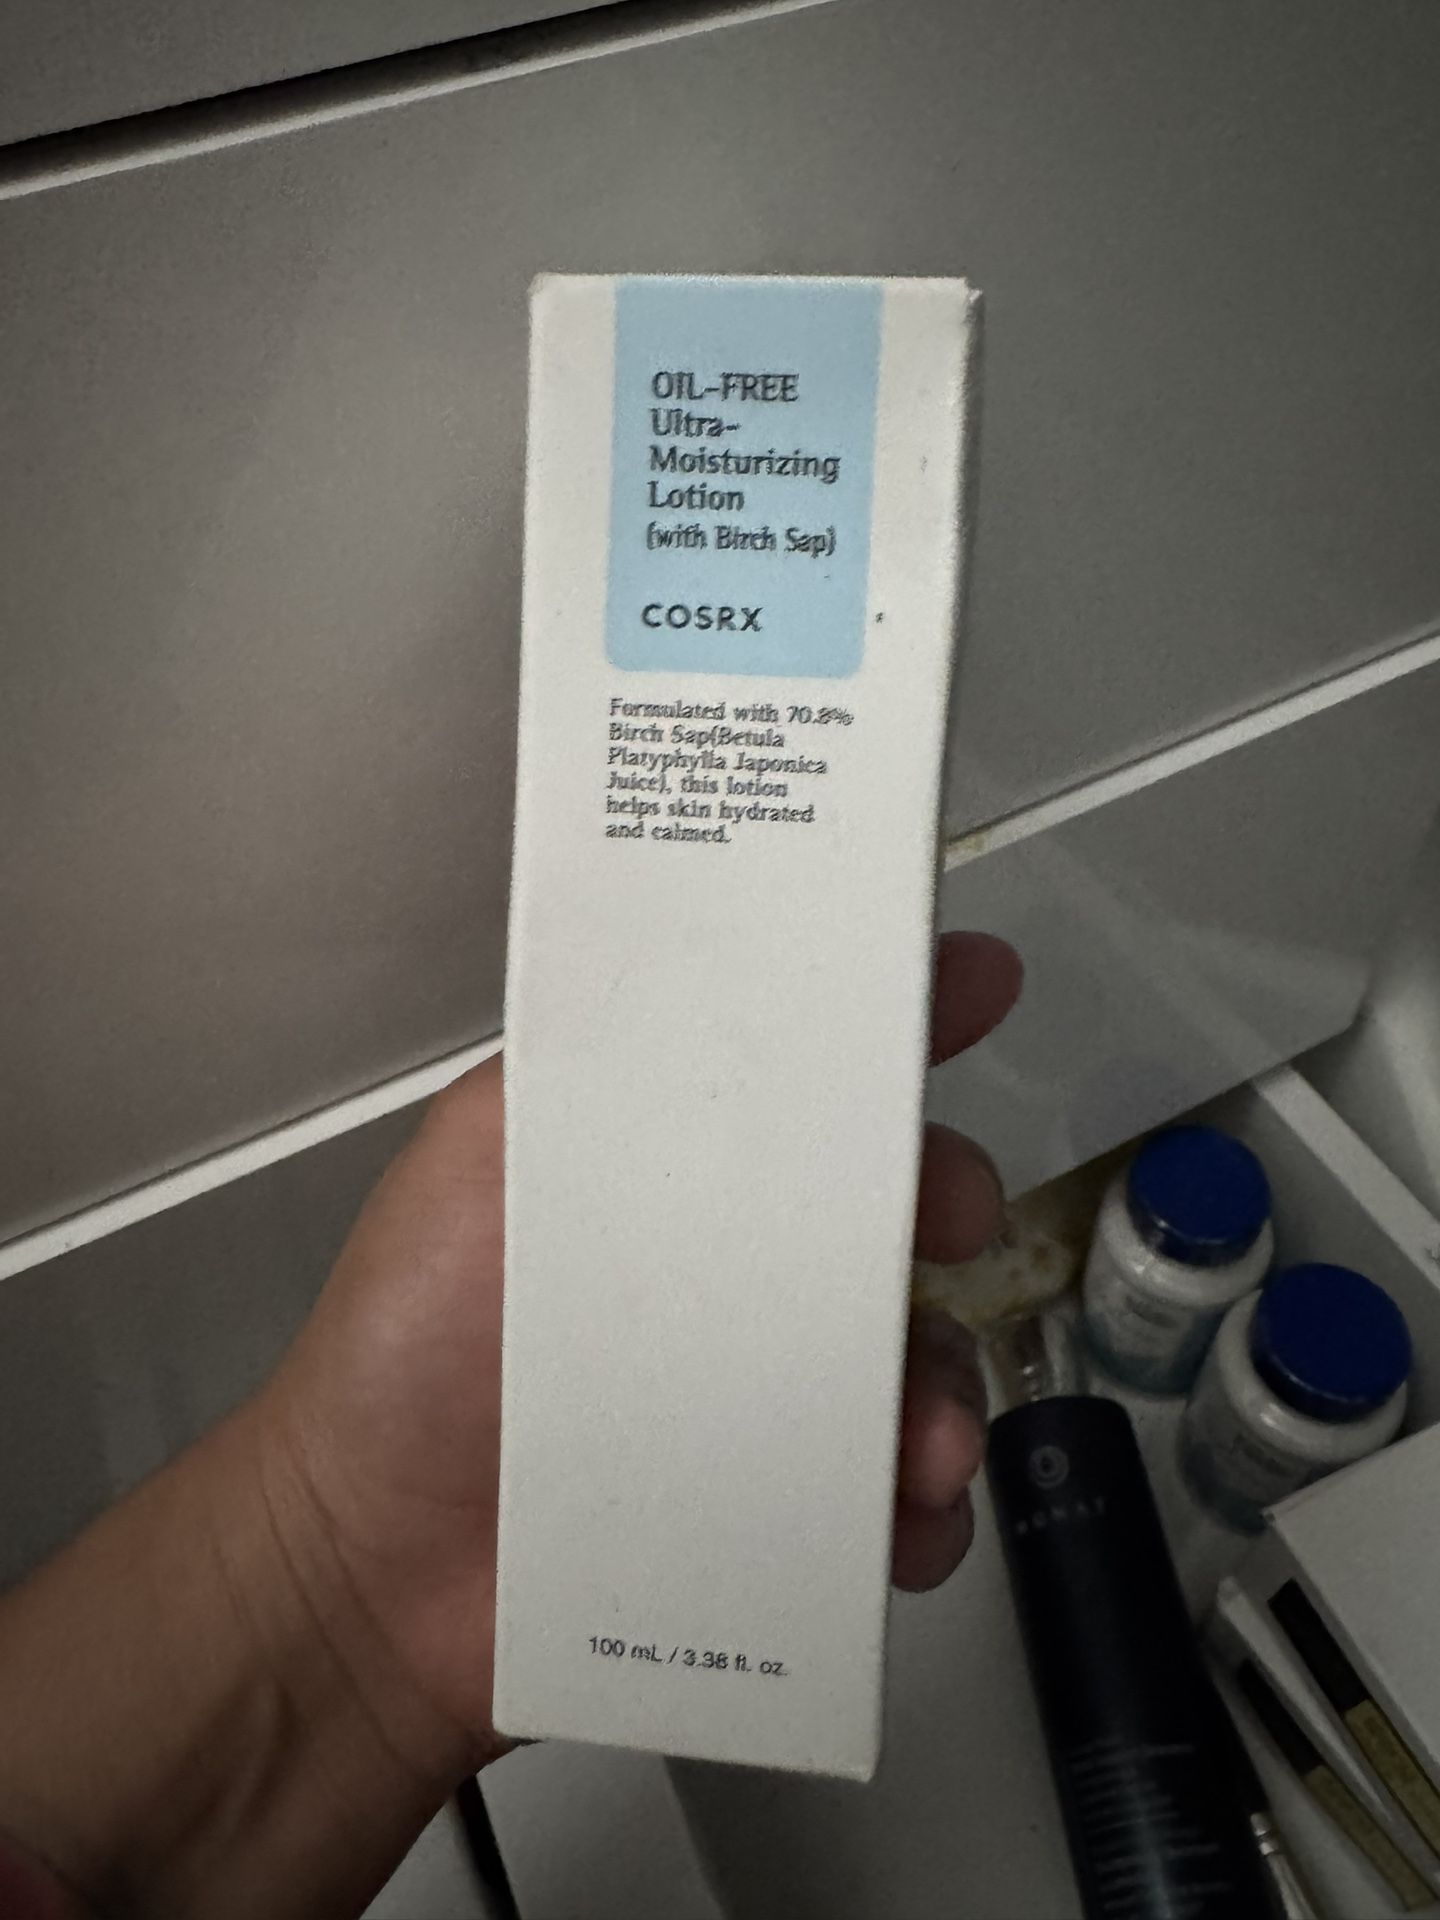 OIL-FREE
Ultra-
Moisturizing
Lotion
(with Birch Sap)
COSRX
Formulated with 70.8%
Birch Sap(Betula
Platyphylla Japonica
Juice), this lotion
helps skin hydrated
and calmed.
100 mL / 3.38 fl. oz.
MONAT